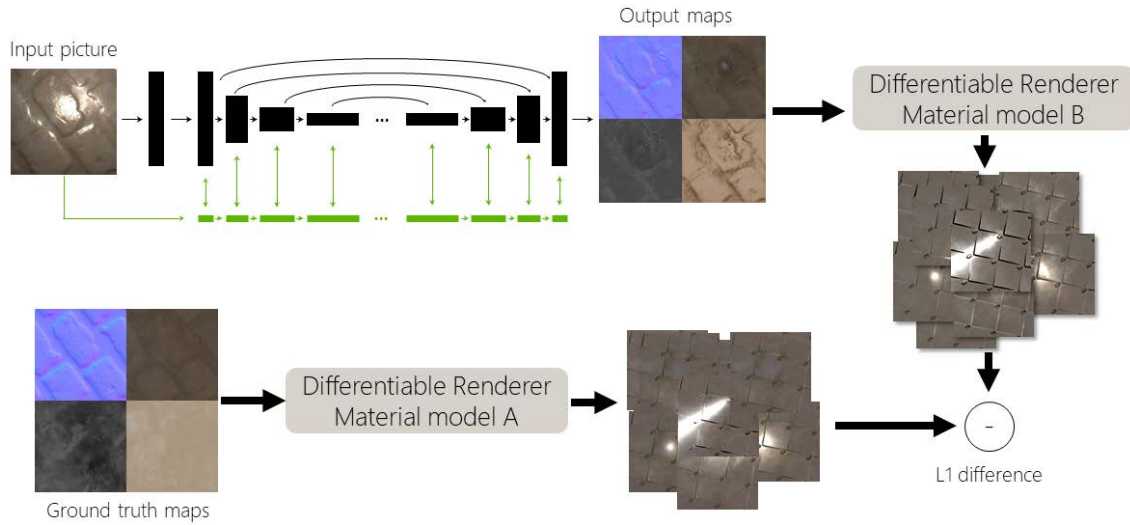 Output maps
Input picture
Differentiable Renderer
Material model B
...
...
Differentiable Renderer
Material model A
-
L1 difference
Ground truth maps